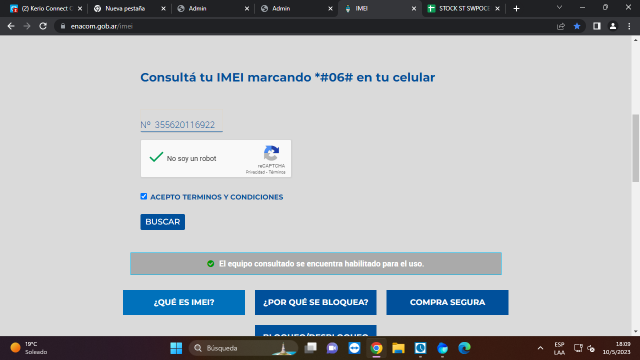 (2) Kerio Connect C
Nueva pestaña
Admin
Admin
IMEI
STOCK ST SWPOCI
enacom.gob.ar/imei
Consultá tu IMEI marcando *#06# en tu celular
Nº 355620116922
No soy un robot
reCAPTCHA
Privacidad - Términos
ACEPTO TERMINOS Y CONDICIONES
BUSCAR
El equipo consultado se encuentra habilitado para el uso.
¿QUÉ ES IMEI?
¿POR QUÉ SE BLOQUEA?
COMPRA SEGURA
BLOQUEO/DESBLOQUEO
19°C
Soleado
Búsqueda
ESP
LAA
18:09
10/5/2023